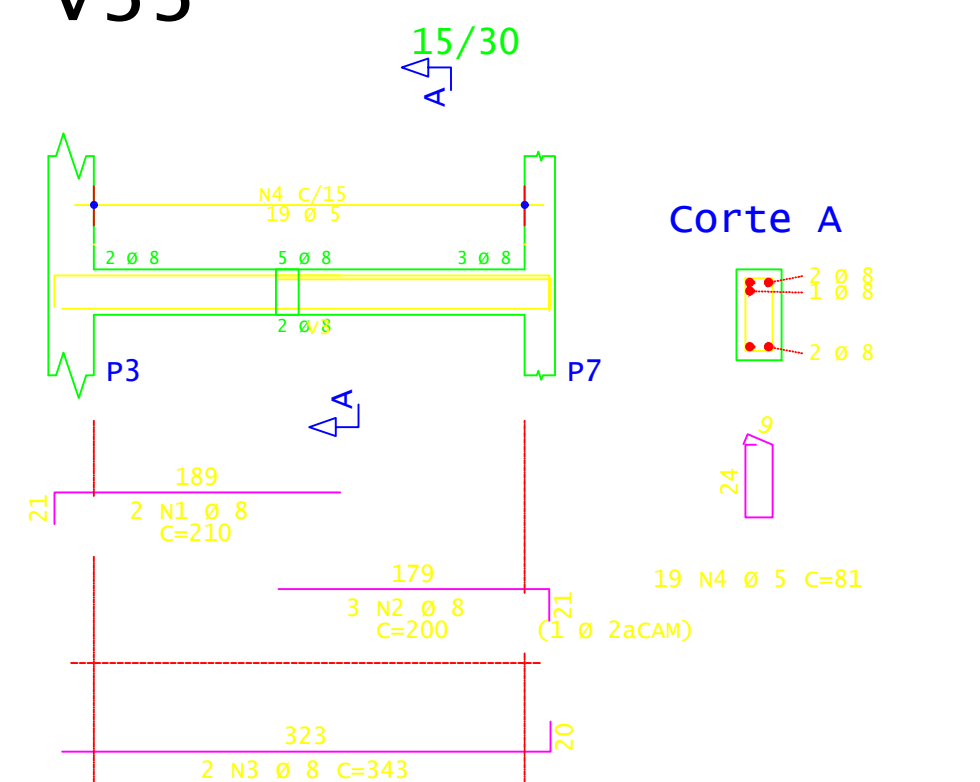 15/30
A
N4 C/15
19 Ø 5
2 Ø 8
5 Ø 8
3 Ø 8
2 Ø 8
P3
P7
A
Corte A
2 Ø 8
1 Ø 8
2 Ø 8
189
21
2 N1 Ø 8
C=210
9
24
19 N4 Ø 5 C=81
179
21
3 N2 Ø 8
C=200
(1 Ø 2aCAM)
323
20
2 N3 Ø 8 C=343